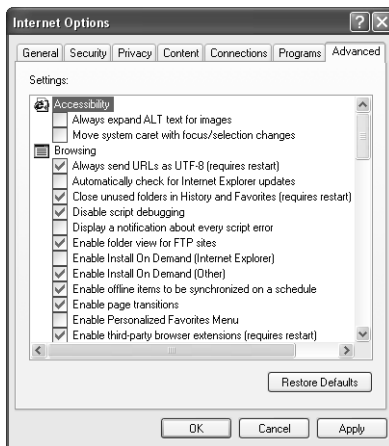 Internet Options
General Security Privacy Content Connections Programs Advanced
Settings:
Accessibility
Always expand ALT text for images
Move system caret with focus/selection changes
Browsing
Always send URLs as UTF-8 (requires restart)
Automatically check for Internet Explorer updates
Close unused folders in History and Favorites (requires restart)
Disable script debugging
Display a notification about every script error
Enable folder view for FTP sites
Enable Install On Demand (Internet Explorer)
Enable Install On Demand (Other)
Enable offline items to be synchronized on a schedule
Enable page transitions
Enable Personalized Favorites Menu
Enable third-party browser extensions (requires restart)
Restore Defaults
OK Cancel Apply